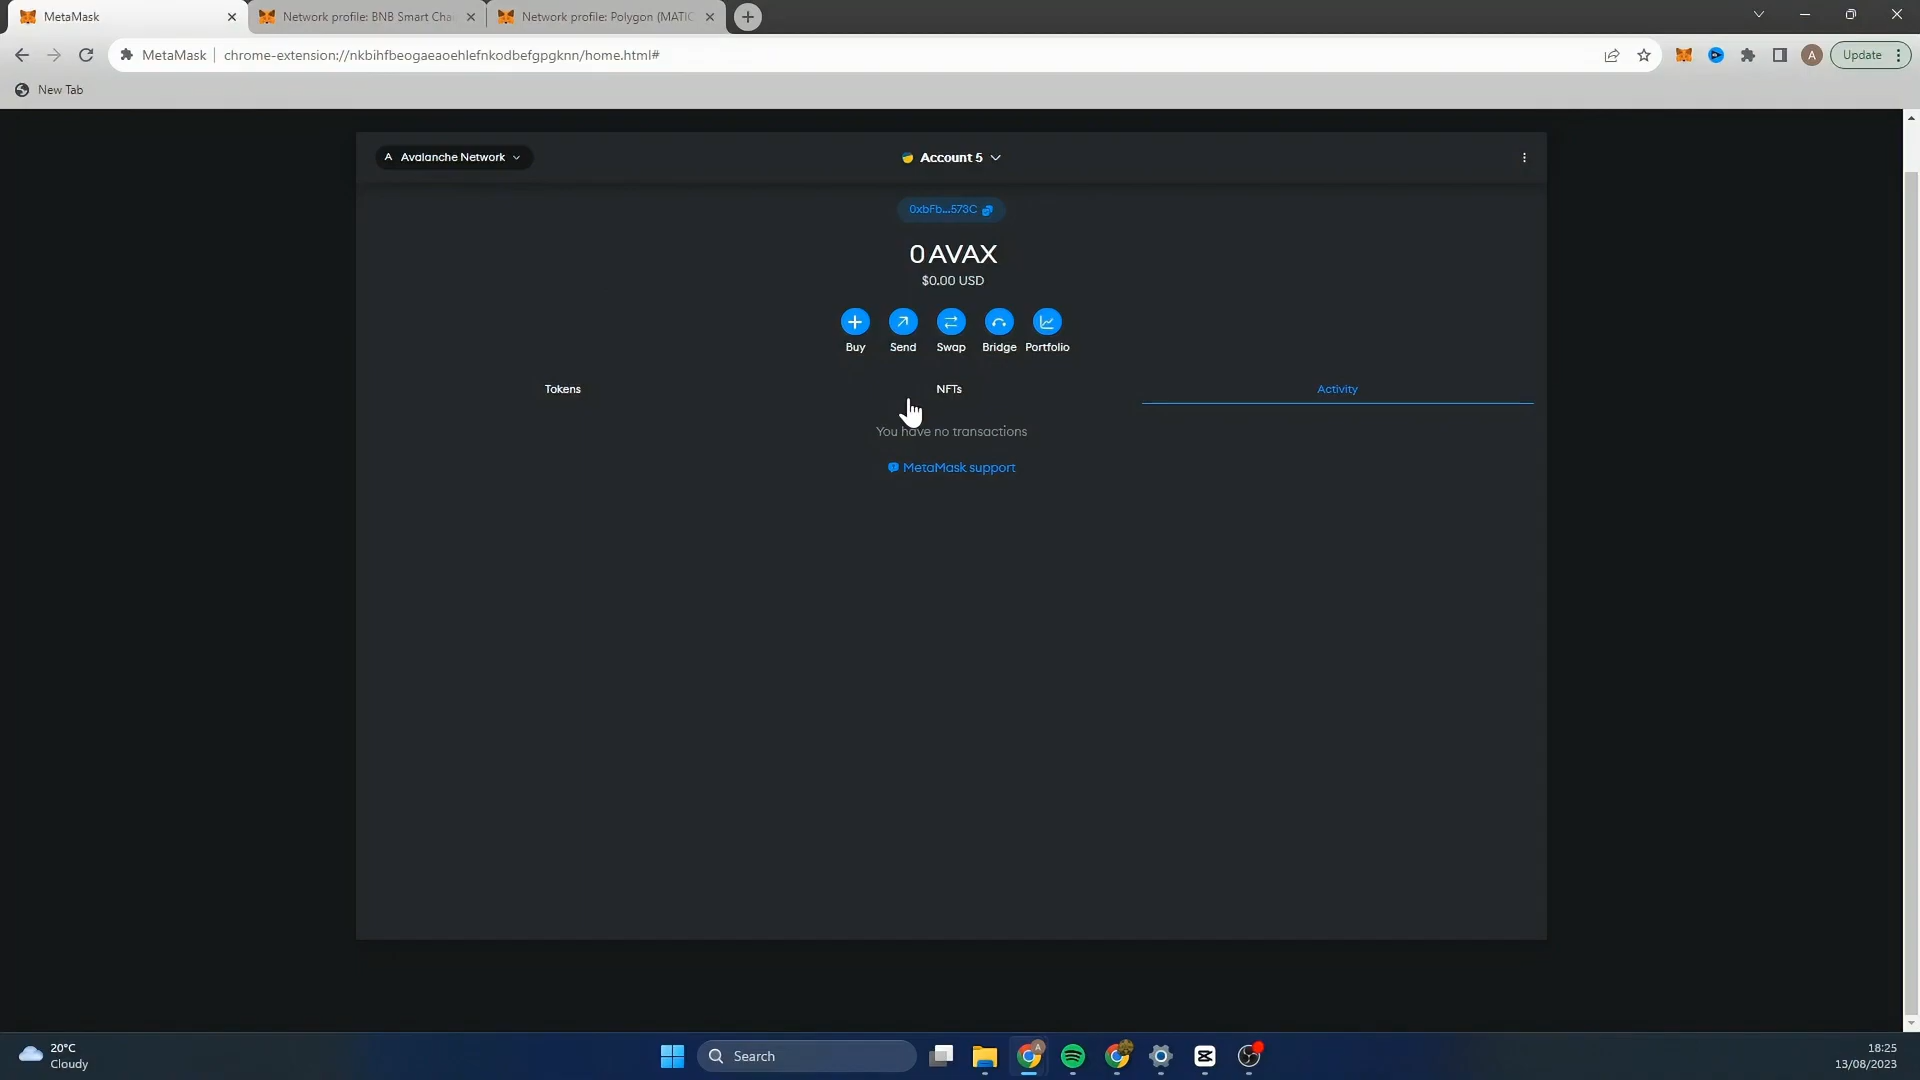 MetaMask
Network profile: BNB Smart Cha
Network profile: Polygon (MATIC
MetaMask
chrome-extension://nkbihfbeogaeaoehlefnkodbefgpgknn/home.html#
A
Update
New Tab
A Avalanche Network
Account 5
0xbFb...573C
0 AVAX
$0.00 USD
Buy
Send
Swap
Bridge
Portfolio
Tokens
NFTs
Activity
You have no transactions
MetaMask support
20°C
Cloudy
Search
A
18:25
13/08/2023